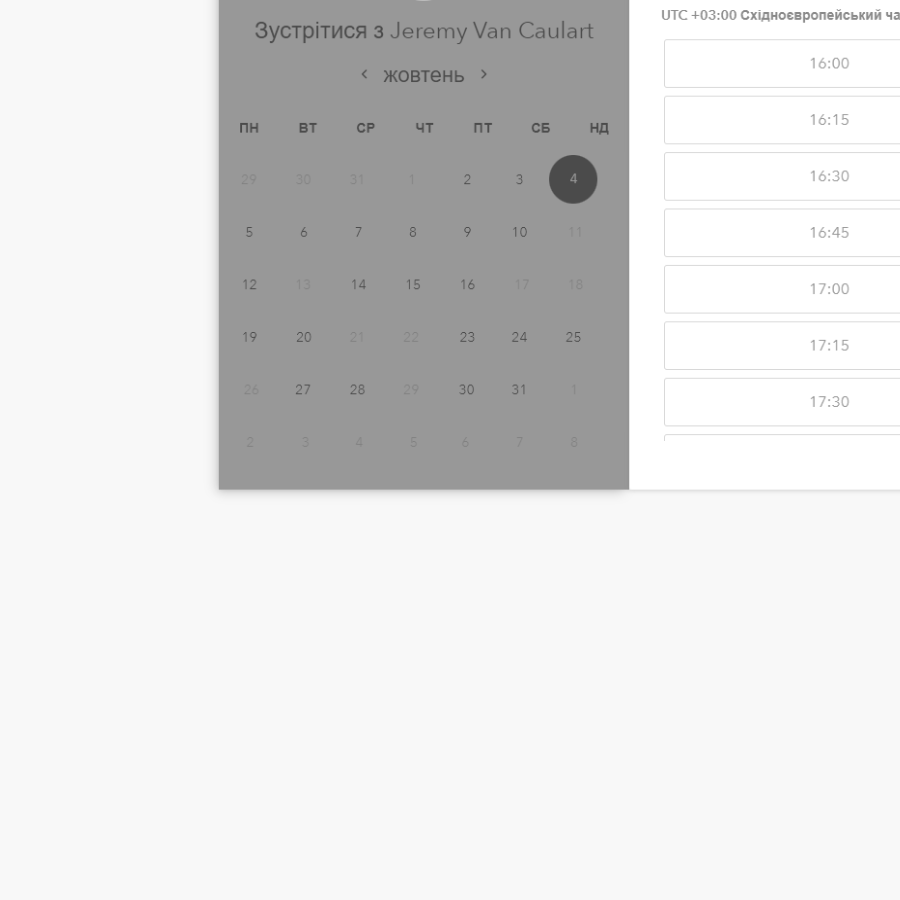 Зустрітися з Jeremy Van Caulart
жовтень
ПН ВТ СР ЧТ ПТ СБ НД
29 30 31 1 2 3 4
5 6 7 8 9 10 11
12 13 14 15 16 17 18
19 20 21 22 23 24 25
26 27 28 29 30 31 1
2 3 4 5 6 7 8
UTC +03:00 Східноєвропейський ча
16:00
16:15
16:30
16:45
17:00
17:15
17:30